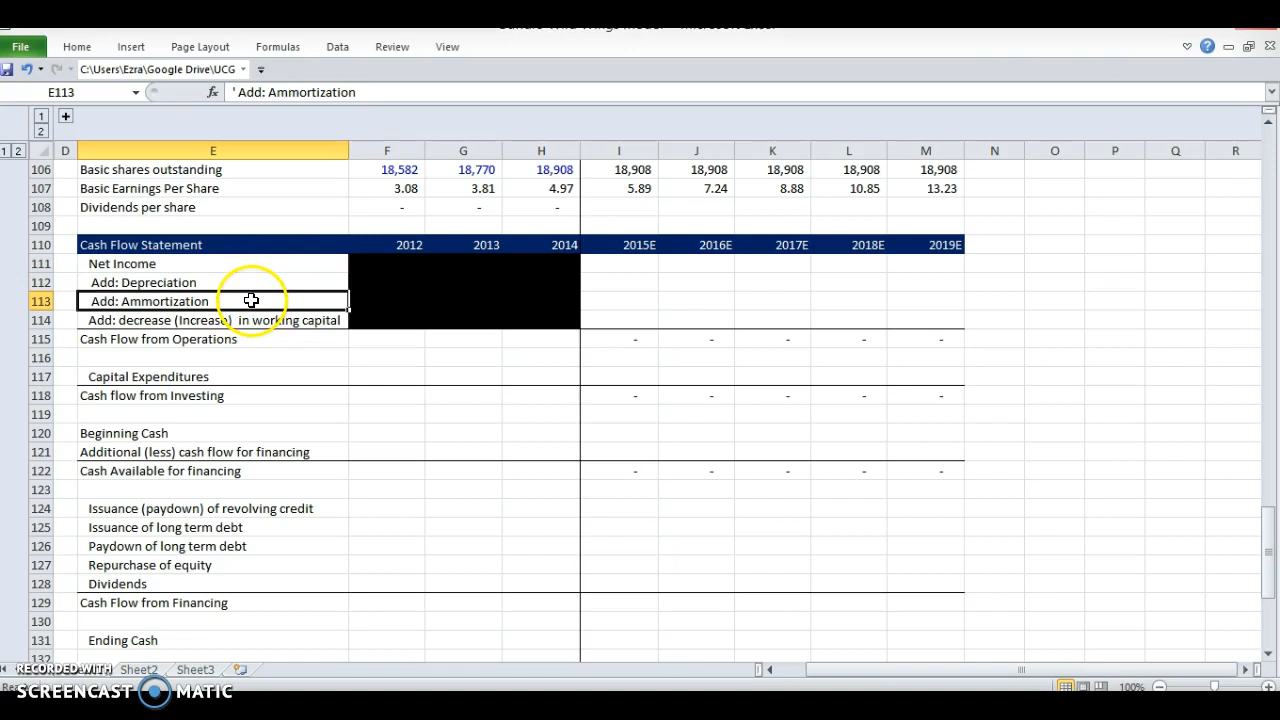 File Home Insert Page Layout Formulas Data Review View
C:\Users\Ezra\Google Drive\UCG
E113 fx ' Add: Ammortization
1
2
1 2 D E F G H I J K L M N O P Q R
106 Basic shares outstanding 18,582 18,770 18,908 18,908 18,908 18,908 18,908 18,908
107 Basic Earnings Per Share 3.08 3.81 4.97 5.89 7.24 8.88 10.85 13.23
108 Dividends per share - - -
109
110 Cash Flow Statement 2012 2013 2014 2015E 2016E 2017E 2018E 2019E
111 Net Income
112 Add: Depreciation
113 Add: Ammortization
114 Add: decrease (Increase) in working capital
115 Cash Flow from Operations - - - - -
116
117 Capital Expenditures
118 Cash flow from Investing - - - - -
119
120 Beginning Cash
121 Additional (less) cash flow for financing
122 Cash Available for financing - - - - -
123
124 Issuance (paydown) of revolving credit
125 Issuance of long term debt
126 Paydown of long term debt
127 Repurchase of equity
128 Dividends
129 Cash Flow from Financing
130
131 Ending Cash
132
RECORDED WITH Sheet2 Sheet3
SCREENCAST MATIC 100%